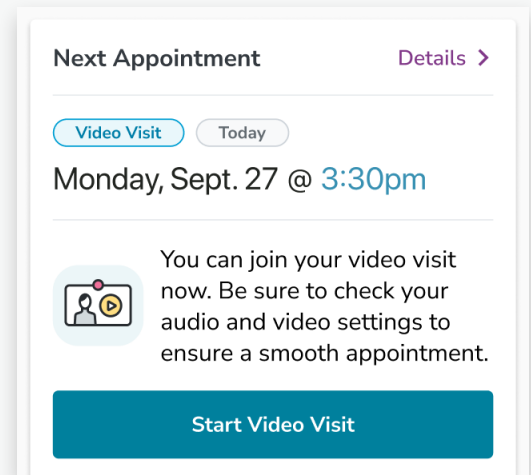 Next Appointment Details
Video Visit Today
Monday, Sept. 27 @ 3:30pm
You can join your video visit
now. Be sure to check your
audio and video settings to
ensure a smooth appointment.
Start Video Visit